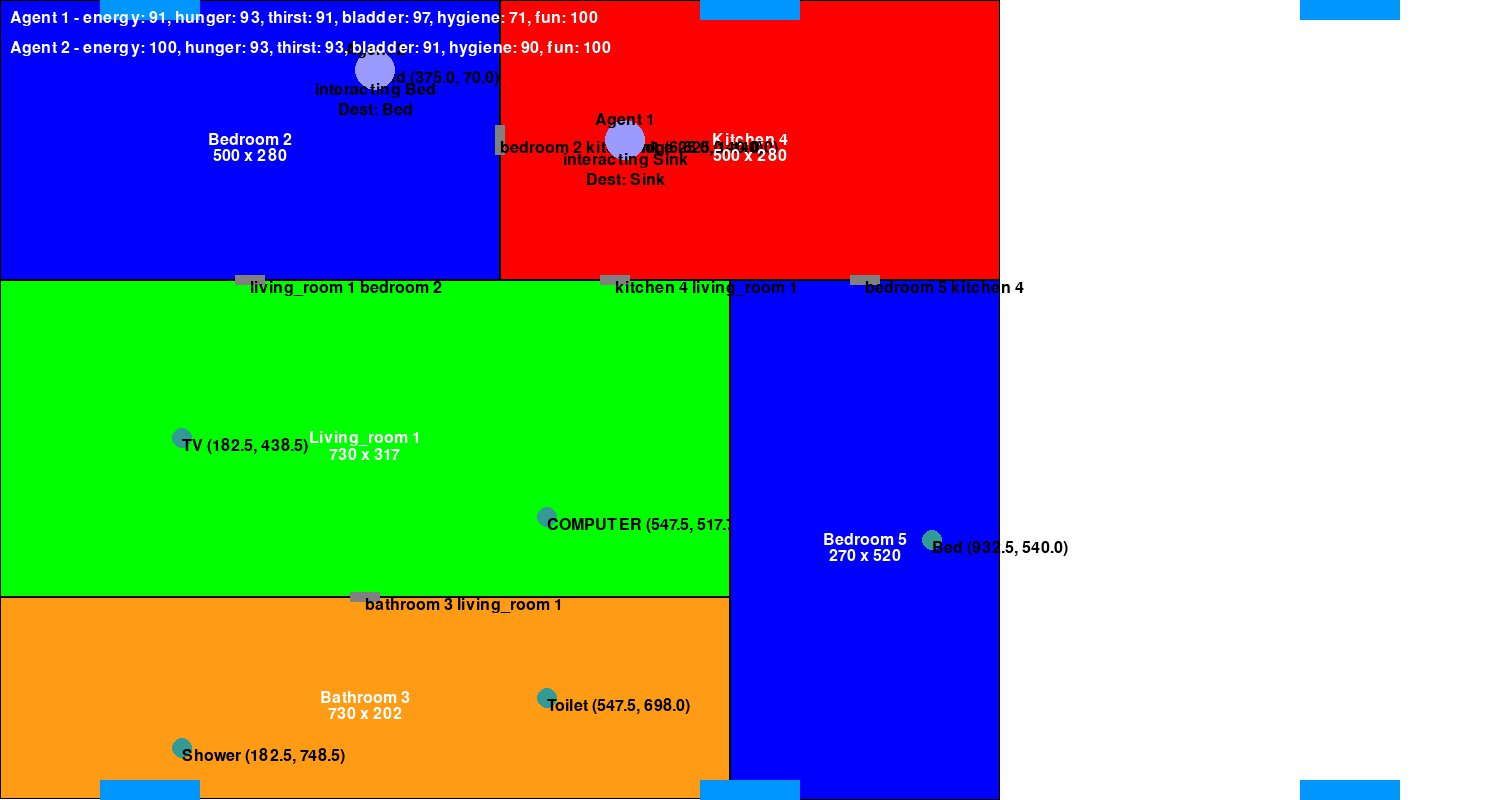 Agent 1 - energy: 91, hunger: 93, thirst: 91, bladder: 97, hygiene: 71, fun: 100
Agent 2 - energy: 100, hunger: 93, thirst: 93, bladder: 91, hygiene: 90, fun: 100
(375.0, 70.0)
interacting Bed
Dest: Bed
Agent 1
Bedroom 2
500 x 280
Kitchen 4
500 x 280
bedroom 2
interacting Sink
Dest: Sink
living_room 1 bedroom 2
kitchen 4 living_room 1
bedroom 5 kitchen 4
TV (182.5, 438.5)
Living_room 1
730 x 317
COMPUTER (547.5, 517.
Bedroom 5
270 x 520
Bed (932.5, 540.0)
bathroom 3 living_room 1
Bathroom 3
730 x 202
Toilet (547.5, 698.0)
Shower (182.5, 748.5)